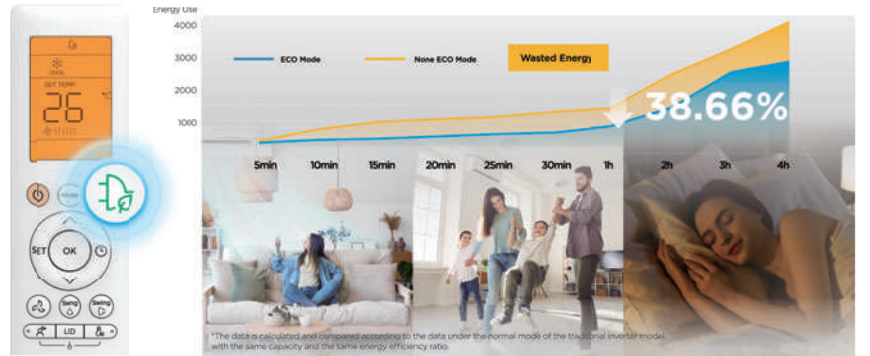 Energy Use
4000
3000
2000
1000
ECO Mode
None ECO Mode
Wasted Energy
38.66%
5min
10min
15min
20min
25min
30min
1h
2h
3h
4h
COOL
SET TEMP.
26
Mode
SET
OK
Swing
Swing
LID
*The data is calculated and compared according to the data under the normal mode of the traditional inverter model
with the same capacity and the same energy efficiency ratio.